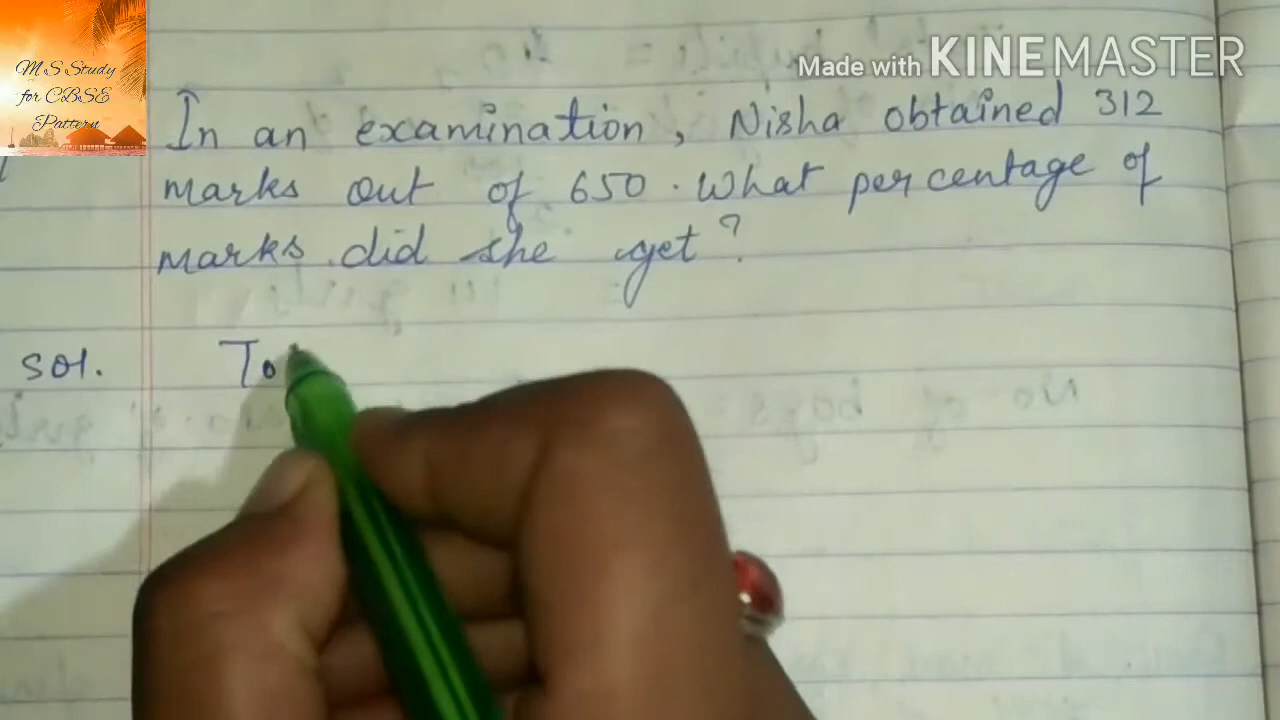 M.S Study
for CBSE
Pattern
Made with KINEMASTER
In an examination, Nisha obtained 312
marks out of 650. What percentage of
marks did she get?
Sol. To